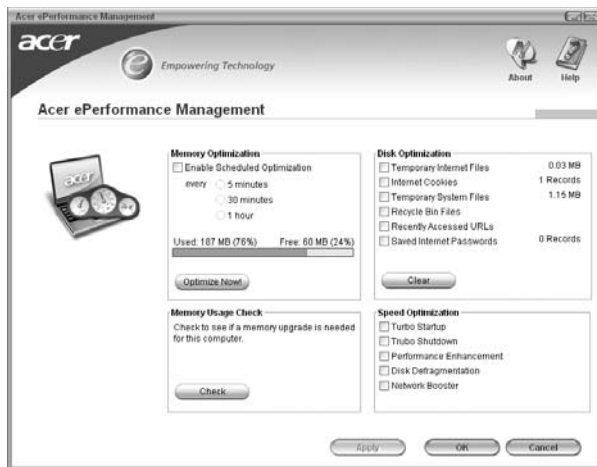 Acer ePerformance Management
acer
Empowering Technology
About
Help
Acer ePerformance Management
Memory Optimization
Enable Scheduled Optimization
every 5 minutes
30 minutes
1 hour
Used: 187 MB (76%) Free: 60 MB (24%)
Optimize Now!
Memory Usage Check
Check to see if a memory upgrade is needed
for this computer.
Check
Disk Optimization
Temporary Internet Files 0.03 MB
Internet Cookies 1 Records
Temporary System Files 1.15 MB
Recycle Bin Files
Recently Accessed URLs
Saved Internet Passwords 0 Records
Clear
Speed Optimization
Turbo Startup
Trubo Shutdown
Performance Enhancement
Disk Defragmentation
Network Booster
Apply
OK
Cancel